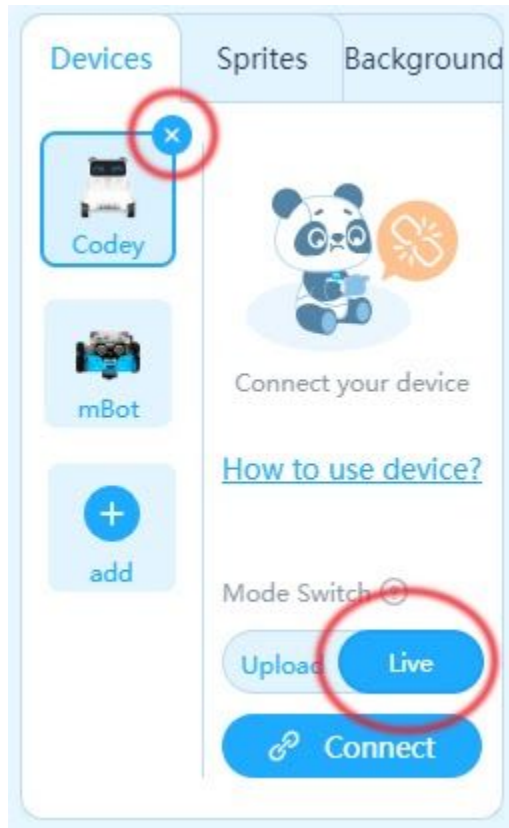 Devices
Sprites
Background
Codey
mBot
add
Connect your device
How to use device?
Mode Switch ?
Upload
Live
Connect